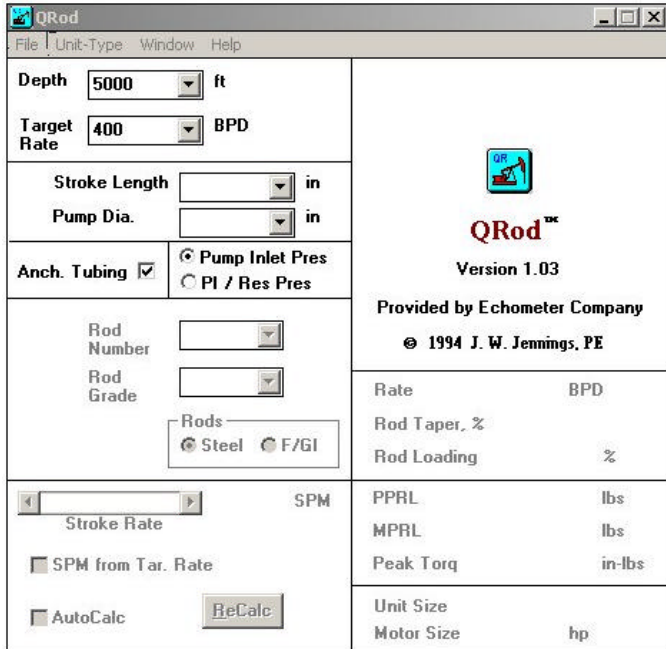 QRod
File Unit-Type Window Help
Depth 5000 ft
Target Rate 400 BPD
Stroke Length in
Pump Dia. in
Anch. Tubing
Pump Inlet Pres
PI / Res Pres
Rod Number
Rod Grade
Rods
Steel F/Gl
SPM
Stroke Rate
SPM from Tar. Rate
AutoCalc
ReCalc
QR
QRod™
Version 1.03
Provided by Echometer Company
© 1994 J. W. Jennings, PE
Rate BPD
Rod Taper, %
Rod Loading %
PPRL lbs
MPRL lbs
Peak Torq in-lbs
Unit Size
Motor Size hp